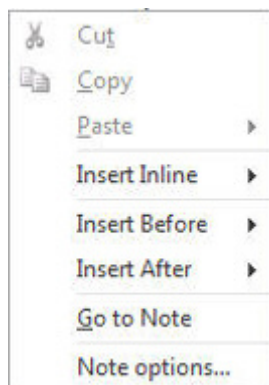 Cut
Copy
Paste
Insert Inline
Insert Before
Insert After
Go to Note
Note options...